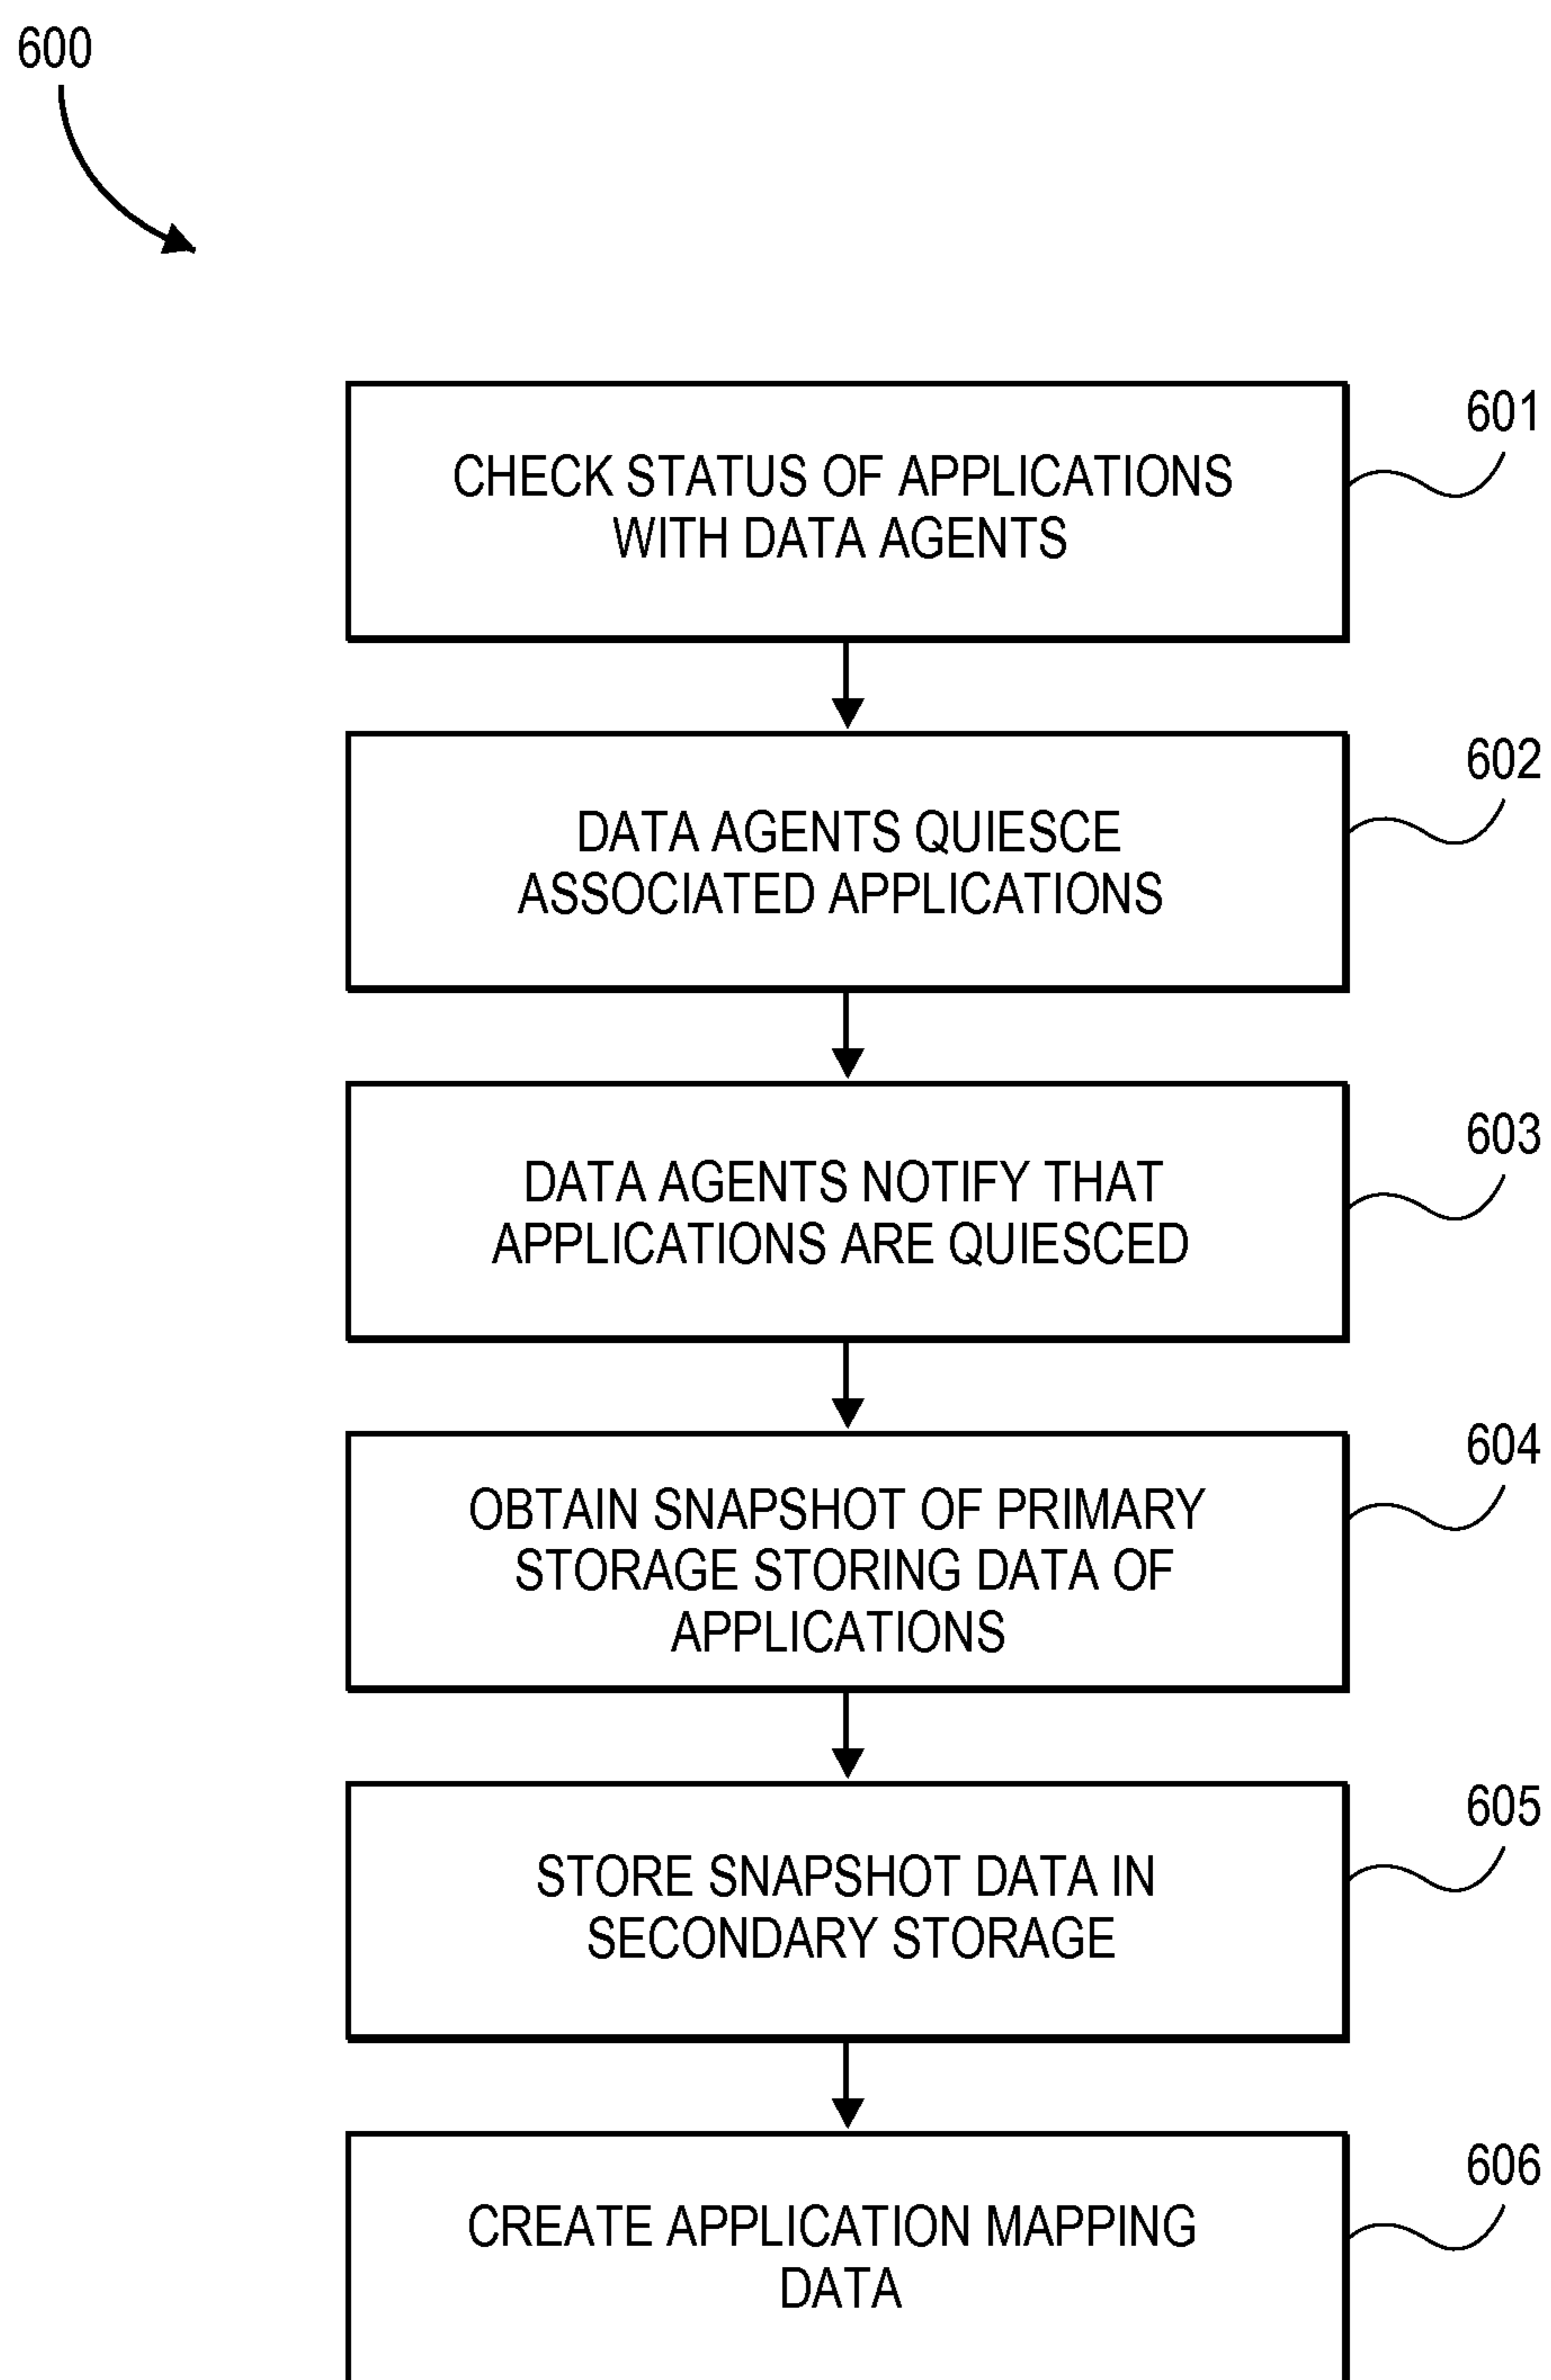 600
601
CHECK STATUS OF APPLICATIONS
WITH DATA AGENTS
602
DATA AGENTS QUIESCE
ASSOCIATED APPLICATIONS
603
DATA AGENTS NOTIFY THAT
APPLICATIONS ARE QUIESCED
604
OBTAIN SNAPSHOT OF PRIMARY
STORAGE STORING DATA OF
APPLICATIONS
605
STORE SNAPSHOT DATA IN
SECONDARY STORAGE
606
CREATE APPLICATION MAPPING
DATA